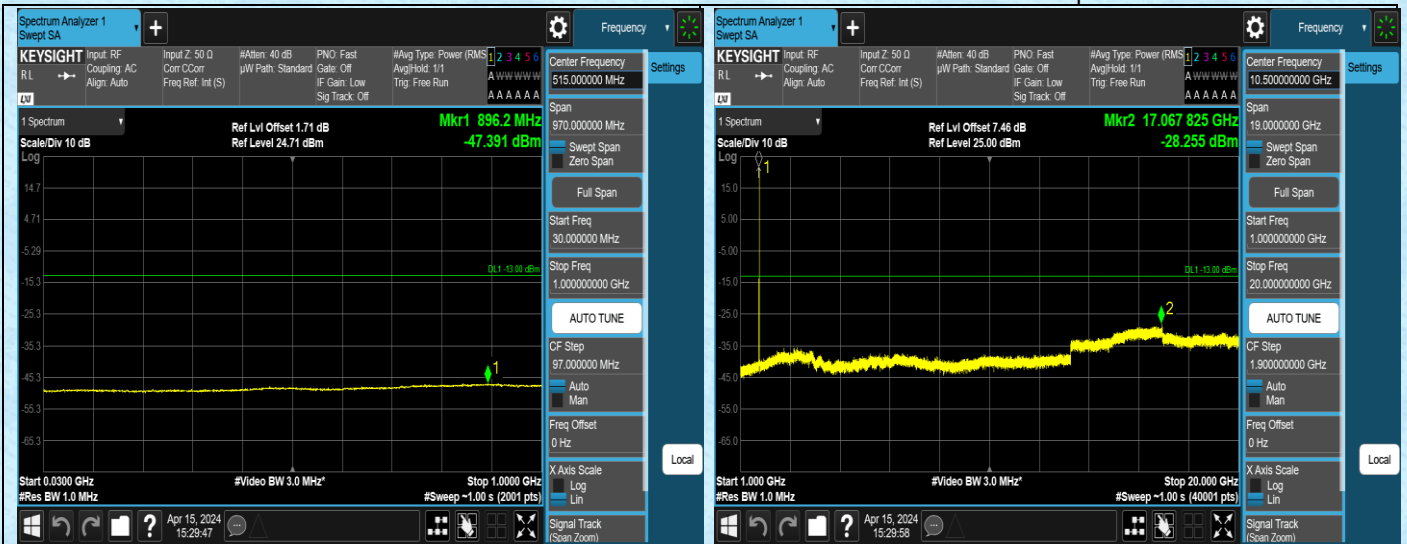 Spectrum Analyzer 1
Swept SA
+
Frequency
KEYSIGHT
RL
LXI
Input: RF
Coupling: AC
Align: Auto
Input Z: 50 Ω
Corr CCorr
Freq Ref: Int (S)
#Atten: 40 dB
µW Path: Standard
PNO: Fast
Gate: Off
IF Gain: Low
Sig Track: Off
#Avg Type: Power (RMS
Avg|Hold: 1/1
Trig: Free Run
1 2 3 4 5 6
A W W W W W
A A A A A A
1 Spectrum
Scale/Div 10 dB
Log
Ref Lvl Offset 1.71 dB
Ref Level 24.71 dBm
Mkr1 896.2 MHz
-47.391 dBm
14.7
4.71
-5.29
DL1 -13.00 dBm
-15.3
-25.3
-35.3
1
-45.3
-55.3
-65.3
Start 0.0300 GHz
#Res BW 1.0 MHz
#Video BW 3.0 MHz*
Stop 1.0000 GHz
#Sweep ~1.00 s (2001 pts)
?
Apr 15, 2024
15:29:47
Center Frequency
515.000000 MHz
Span
970.000000 MHz
Swept Span
Zero Span
Full Span
Start Freq
30.000000 MHz
Stop Freq
1.000000000 GHz
AUTO TUNE
CF Step
97.000000 MHz
Auto
Man
Freq Offset
0 Hz
X Axis Scale
Log
Lin
Signal Track
(Span Zoom)
Settings
Local
Spectrum Analyzer 1
Swept SA
+
Frequency
KEYSIGHT
RL
LXI
Input: RF
Coupling: AC
Align: Auto
Input Z: 50 Ω
Corr CCorr
Freq Ref: Int (S)
#Atten: 40 dB
µW Path: Standard
PNO: Fast
Gate: Off
IF Gain: Low
Sig Track: Off
#Avg Type: Power (RMS
Avg|Hold: 1/1
Trig: Free Run
1 2 3 4 5 6
A W W W W W
A A A A A A
1 Spectrum
Scale/Div 10 dB
Log
Ref Lvl Offset 7.46 dB
Ref Level 25.00 dBm
Mkr2 17.067 825 GHz
-28.255 dBm
1
15.0
5.00
-5.00
DL1 -13.00 dBm
-15.0
-25.0
2
-35.0
-45.0
-55.0
-65.0
Start 1.000 GHz
#Res BW 1.0 MHz
#Video BW 3.0 MHz*
Stop 20.000 GHz
#Sweep ~1.00 s (40001 pts)
?
Apr 15, 2024
15:29:58
Center Frequency
10.500000000 GHz
Span
19.0000000 GHz
Swept Span
Zero Span
Full Span
Start Freq
1.000000000 GHz
Stop Freq
20.000000000 GHz
AUTO TUNE
CF Step
1.900000000 GHz
Auto
Man
Freq Offset
0 Hz
X Axis Scale
Log
Lin
Signal Track
(Span Zoom)
Settings
Local